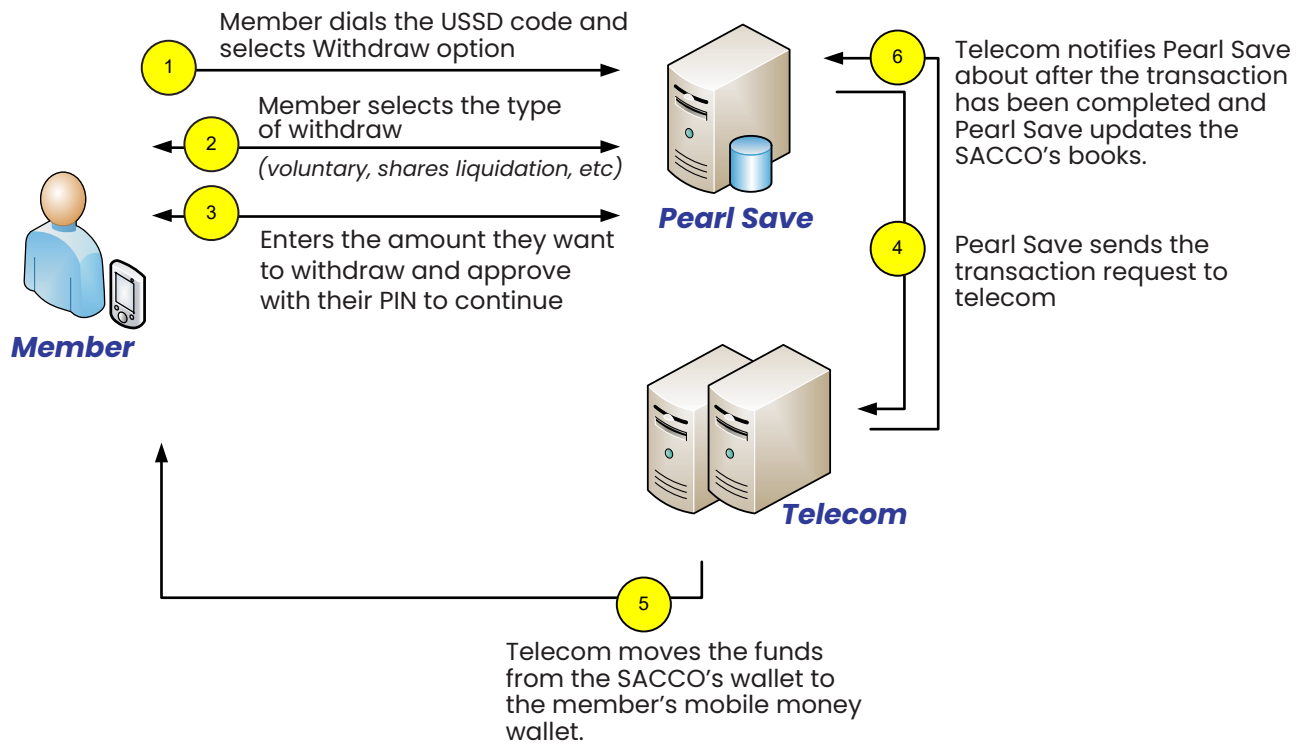 1
Member dials the USSD code and
selects Withdraw option
2
Member selects the type
of withdraw
(voluntary, shares liquidation, etc)
3
Enters the amount they want
to withdraw and approve
with their PIN to continue
Member
Pearl Save
6
Telecom notifies Pearl Save
about after the transaction
has been completed and
Pearl Save updates the
SACCO's books.
4
Pearl Save sends the
transaction request to
telecom
Telecom
5
Telecom moves the funds
from the SACCO's wallet to
the member's mobile money
wallet.